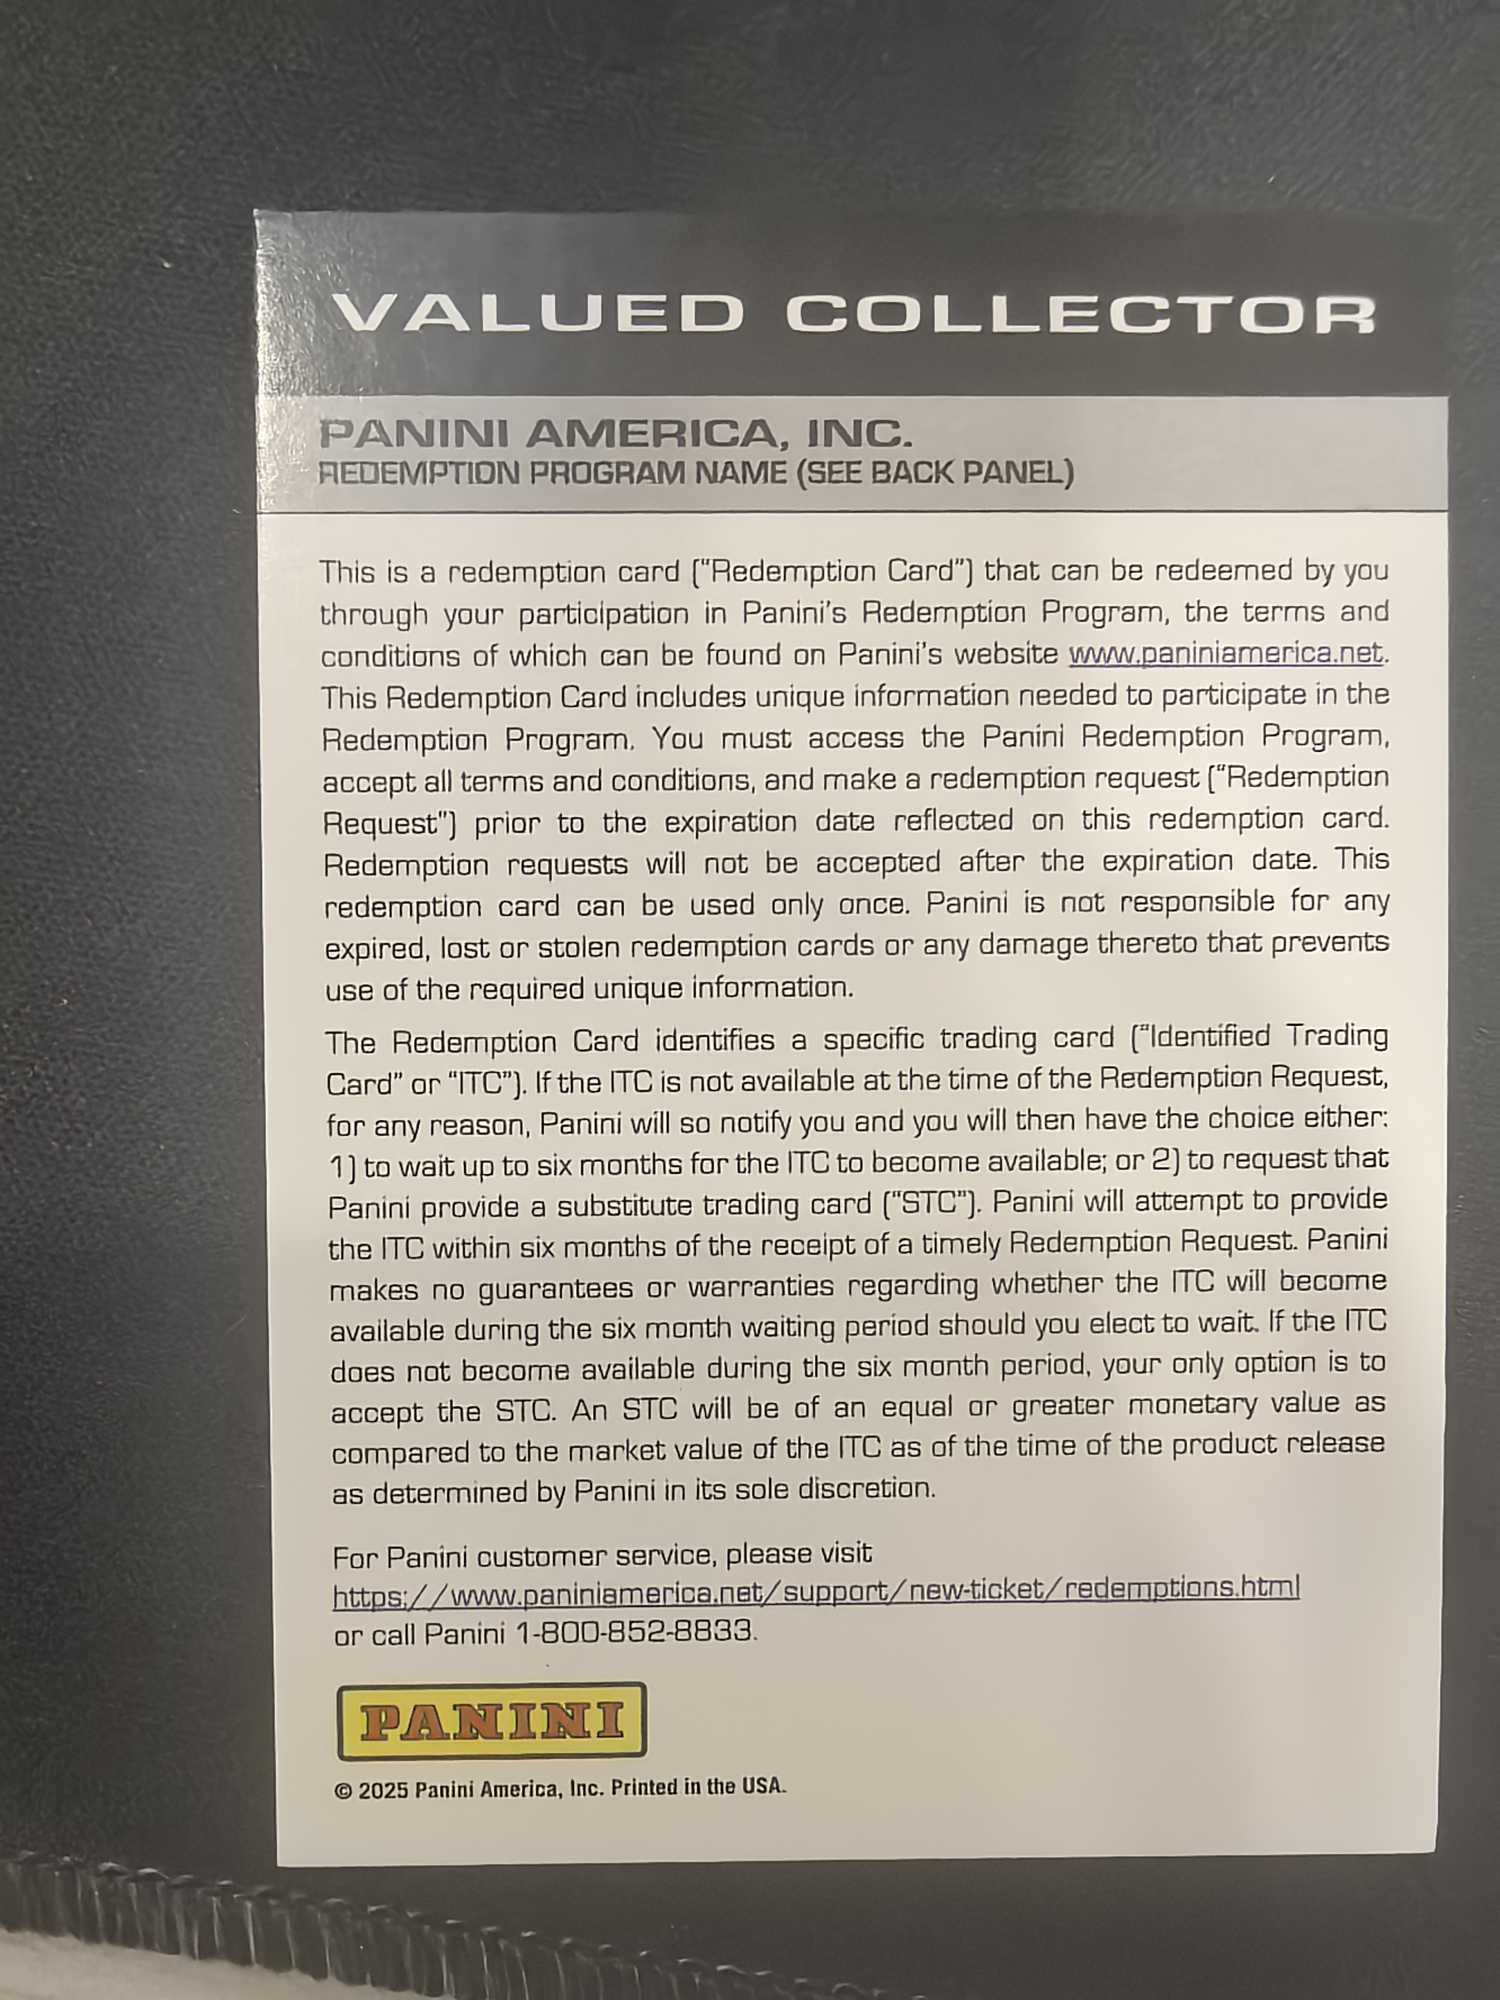 VALUED COLLECTOR
PANINI AMERICA, INC.
REDEMPTION PROGRAM NAME (SEE BACK PANEL)
This is a redemption card ("Redemption Card") that can be redeemed by you
through your participation in Panini's Redemption Program, the terms and
conditions of which can be found on Panini's website www.paniniamerica.net.
This Redemption Card includes unique information needed to participate in the
Redemption Program. You must access the Panini Redemption Program,
accept all terms and conditions, and make a redemption request ("Redemption
Request") prior to the expiration date reflected on this redemption card.
Redemption requests will not be accepted after the expiration date. This
redemption card can be used only once. Panini is not responsible for any
expired, lost or stolen redemption cards or any damage thereto that prevents
use of the required unique information.
The Redemption Card identifies a specific trading card ("Identified Trading
Card" or "ITC"). If the ITC is not available at the time of the Redemption Request,
for any reason, Panini will so notify you and you will then have the choice either:
1) to wait up to six months for the ITC to become available; or 2) to request that
Panini provide a substitute trading card ("STC"). Panini will attempt to provide
the ITC within six months of the receipt of a timely Redemption Request. Panini
makes no guarantees or warranties regarding whether the ITC will become
available during the six month waiting period should you elect to wait. If the ITC
does not become available during the six month period, your only option is to
accept the STC. An STC will be of an equal or greater monetary value as
compared to the market value of the ITC as of the time of the product release
as determined by Panini in its sole discretion.
For Panini customer service, please visit
https://www.paniniamerica.net/support/new-ticket/redemptions.html
or call Panini 1-800-852-8833.
PANINI
© 2025 Panini America, Inc. Printed in the USA.